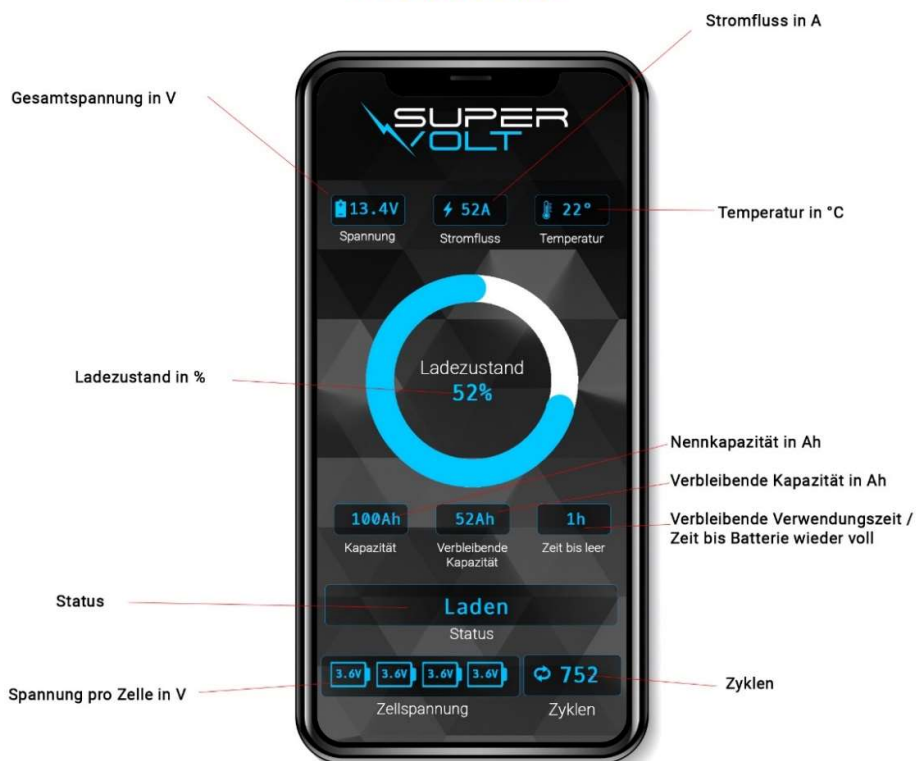 Stromfluss in A
Gesamtspannung in V
SUPER
VOLT
13.4V
52A
22°
Spannung
Stromfluss
Temperatur
Temperatur in °C
Ladezustand
52%
Ladezustand in %
Nennkapazität in Ah
Verbleibende Kapazität in Ah
Verbleibende Verwendungszeit /
Zeit bis Batterie wieder voll
100Ah
52Ah
1h
Kapazität
Verbleibende
Kapazität
Zeit bis leer
Status
Laden
Status
3.6V 3.6V 3.6V 3.6V
752
Zellspannung
Zyklen
Spannung pro Zelle in V
Zyklen